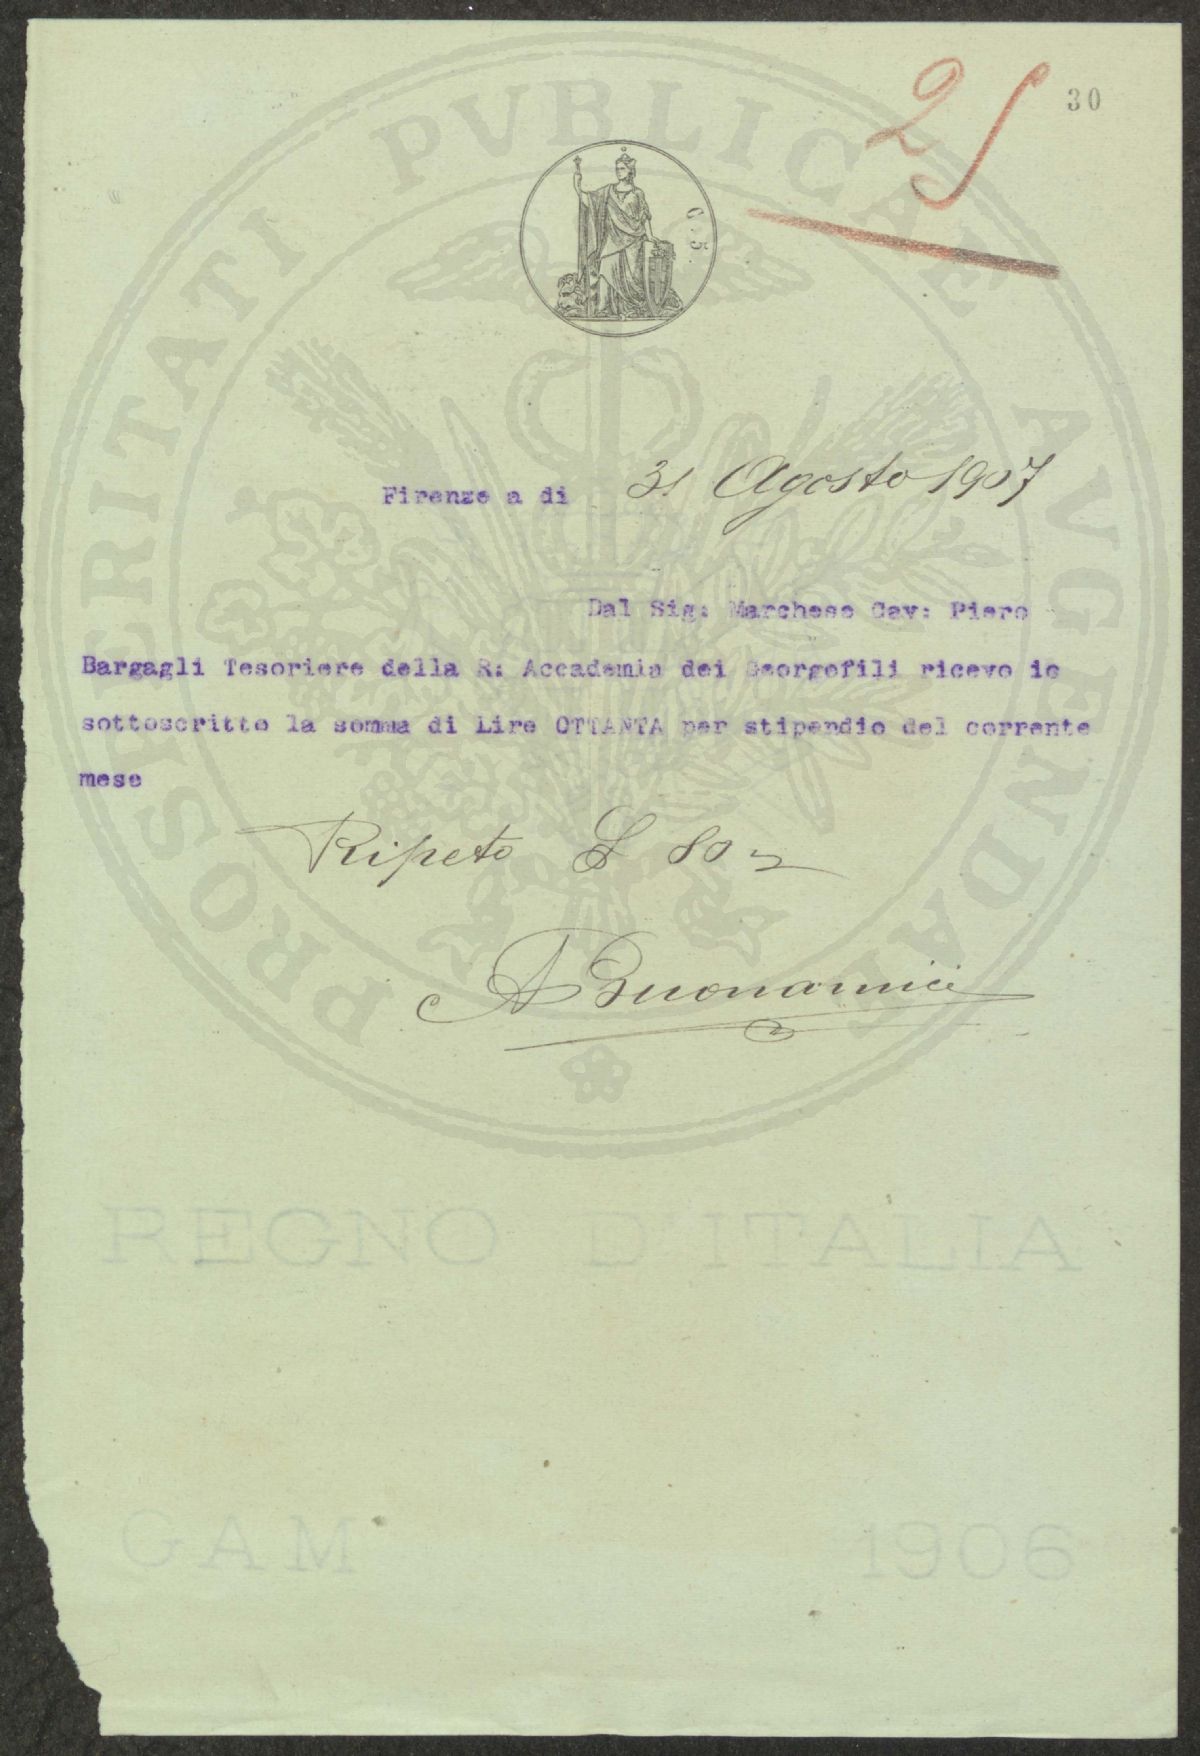 30
25
C. 5.
PROSPERITATI PVBLICAE AVGENDAE
Firenze a di 31 Agosto 1907
Dal Sig: Marchese Cav: Piero
Bargagli Tesoriere della R: Accademia dei Georgofili ricevo io
sottoscritto la somma di Lire OTTANTA per stipendio del corrente
mese
Ripeto £ 80
A Buonamici
REGNO D'ITALIA
GAM 1906